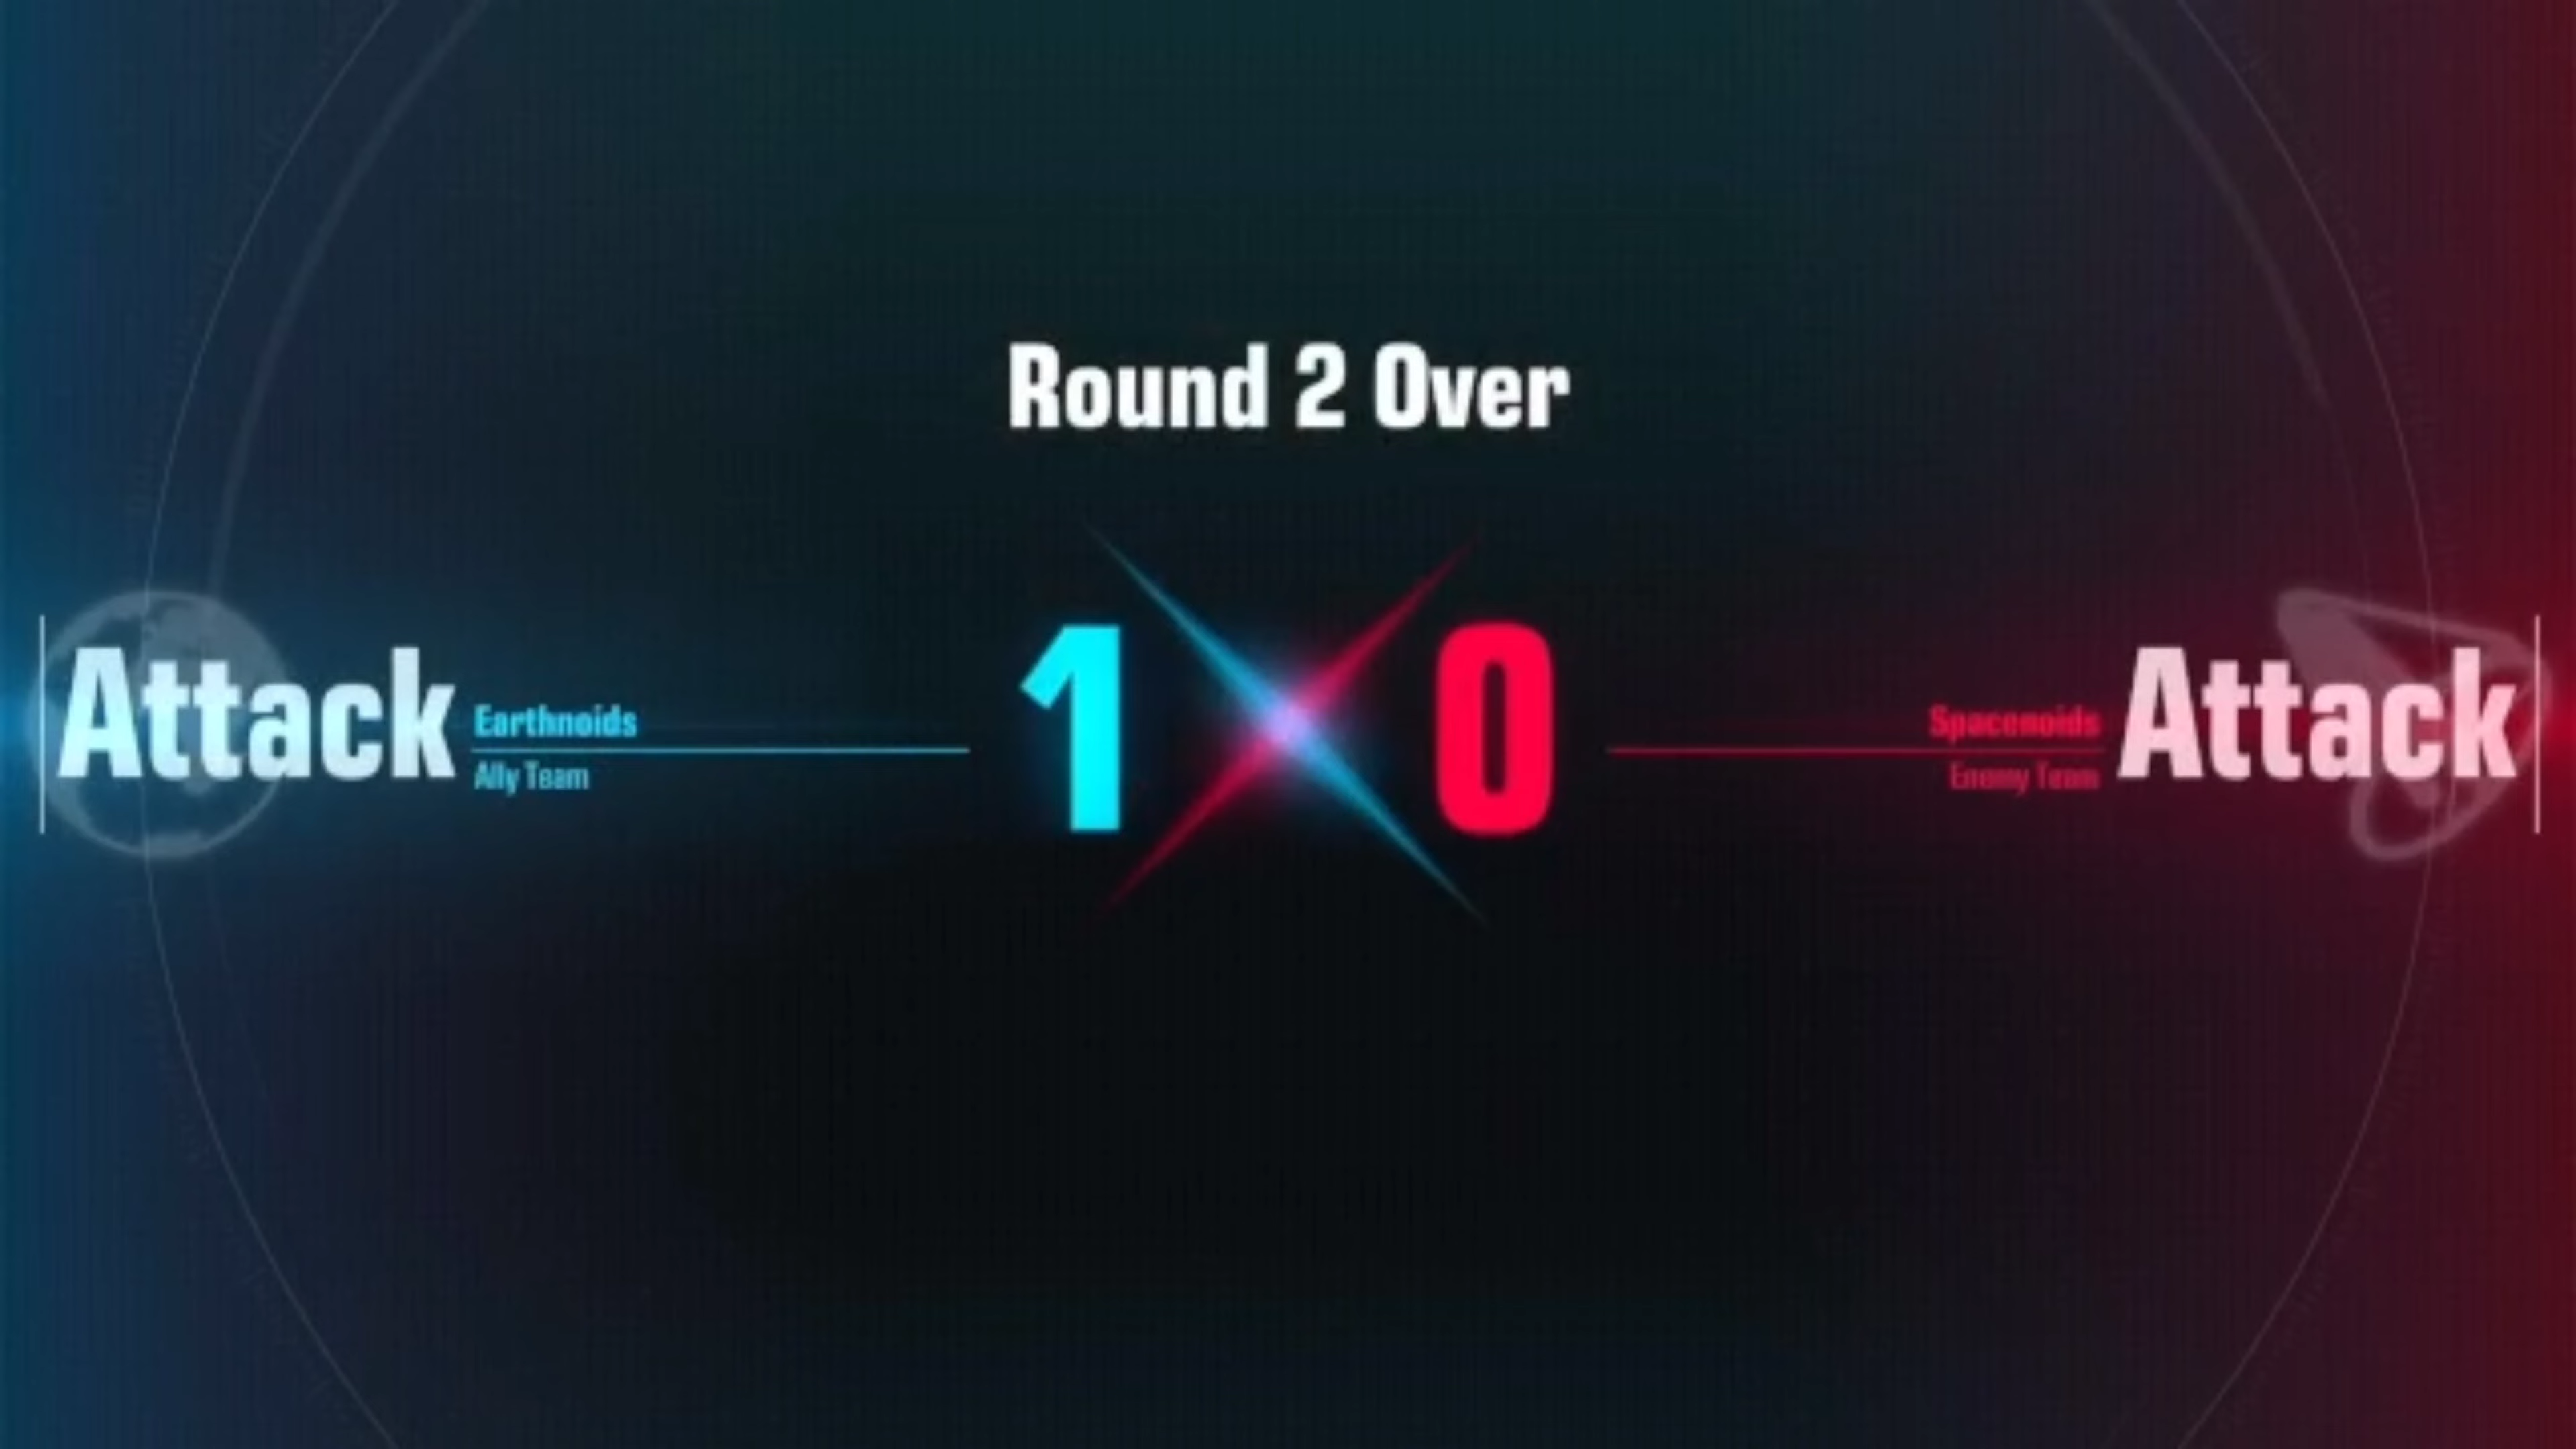 Round 2 Over
Attack
Earthnoids
Ally Team
1
0
Spacenoids
Enemy Team
Attack